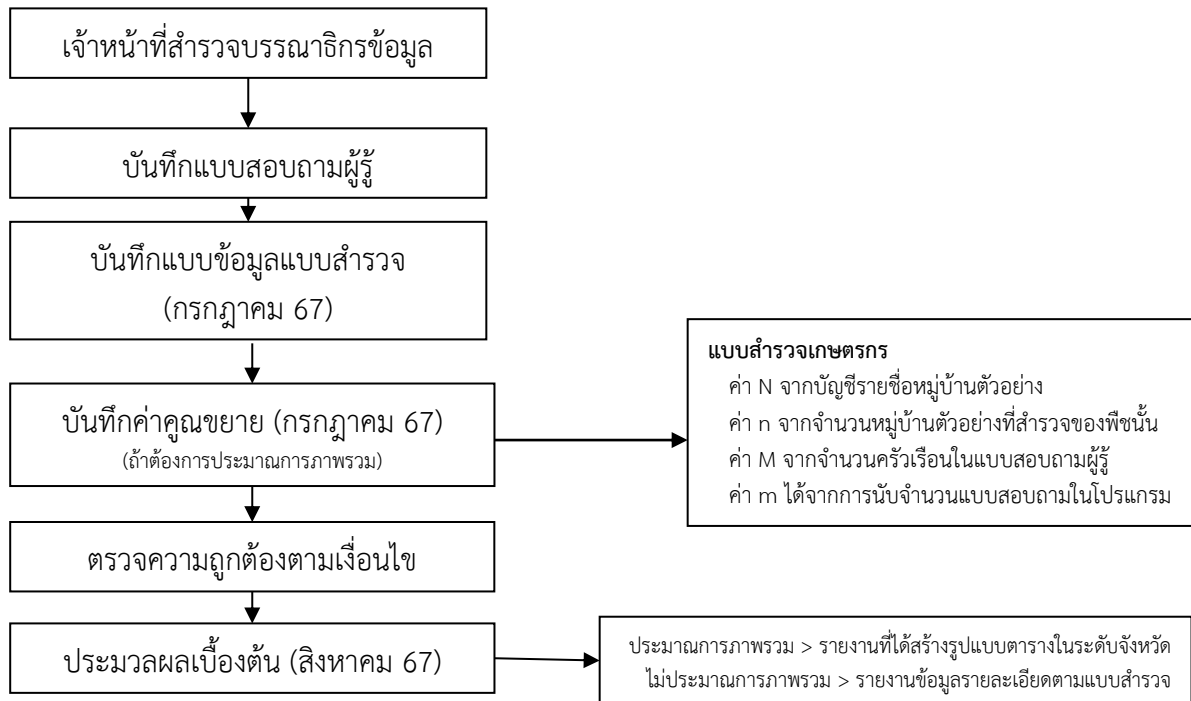 เจ้าหน้าที่สำรวจบรรณาธิกรข้อมูล
บันทึกแบบสอบถามผู้รู้
บันทึกแบบข้อมูลแบบสำรวจ
(กรกฎาคม 67)
บันทึกค่าคูณขยาย (กรกฎาคม 67)
(ถ้าต้องการประมาณการภาพรวม)
แบบสำรวจเกษตรกร
ค่า N จากบัญชีรายชื่อหมู่บ้านตัวอย่าง
ค่า n จากจำนวนหมู่บ้านตัวอย่างที่สำรวจของพืชนั้น
ค่า M จากจำนวนครัวเรือนในแบบสอบถามผู้รู้
ค่า m ได้จากการนับจำนวนแบบสอบถามในโปรแกรม
ตรวจความถูกต้องตามเงื่อนไข
ประมวลผลเบื้องต้น (สิงหาคม 67)
ประมาณการภาพรวม > รายงานที่ได้สร้างรูปแบบตารางในระดับจังหวัด
ไม่ประมาณการภาพรวม > รายงานข้อมูลรายละเอียดตามแบบสำรวจ